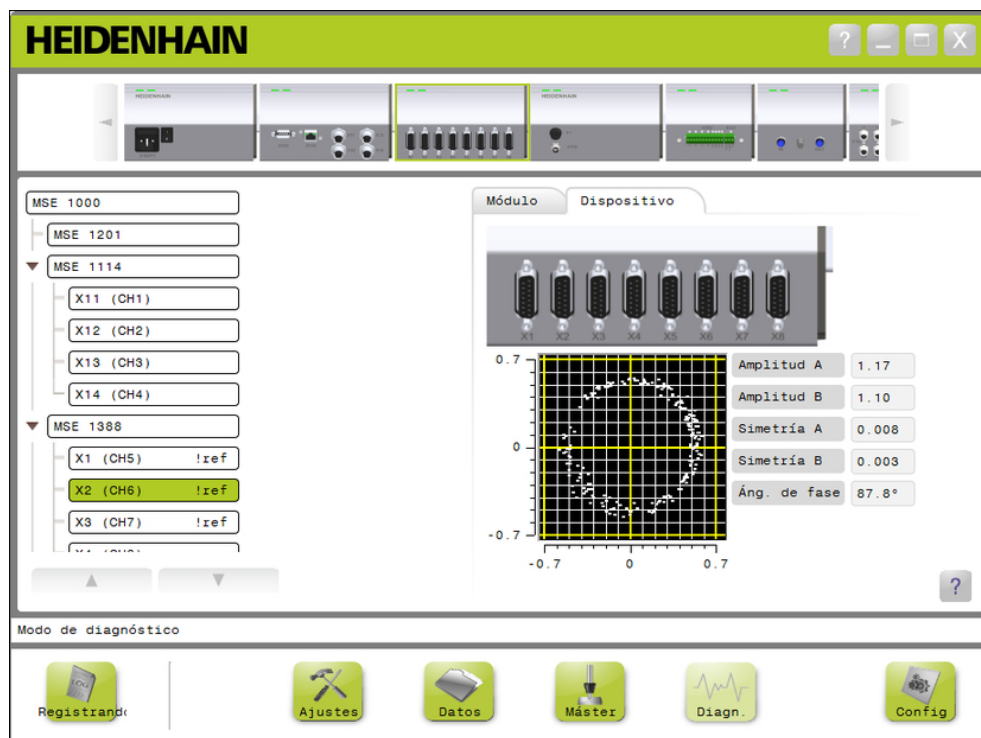 HEIDENHAIN
?
X
HEIDENHAIN
HEIDENHAIN
MSE 1000
MSE 1201
MSE 1114
X11 (CH1)
X12 (CH2)
X13 (CH3)
X14 (CH4)
MSE 1388
X1 (CH5) !ref
X2 (CH6) !ref
X3 (CH7) !ref
Módulo
Dispositivo
X1 X2 X3 X4 X5 X6 X7 X8
0.7
0
-0.7
-0.7 0 0.7
Amplitud A 1.17
Amplitud B 1.10
Simetría A 0.008
Simetría B 0.003
Áng. de fase 87.8°
?
Modo de diagnóstico
LOG
Registrando
Ajustes
Datos
Máster
Diagn.
Config